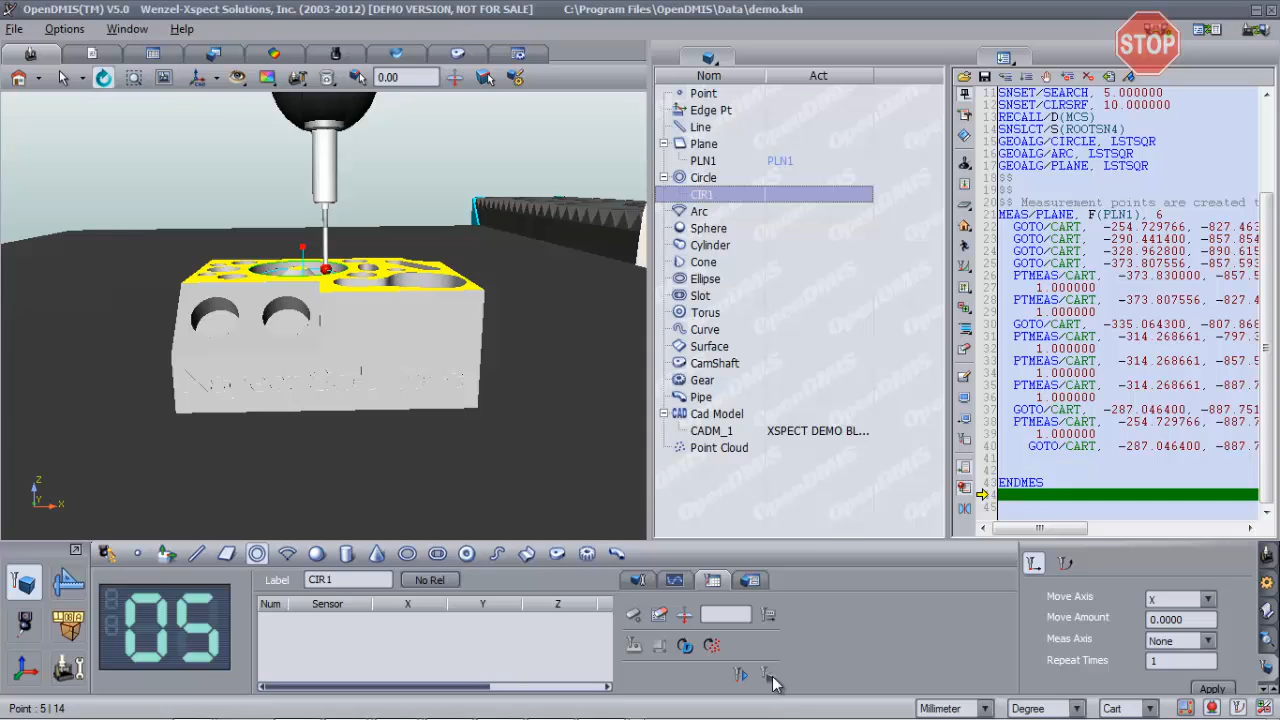 OpenDMIS(TM) V5.0 Wenzel-Xspect Solutions, Inc. (2003-2012) [DEMO VERSION, NOT FOR SALE] C:\Program Files\OpenDMIS\Data\demo.ksln
File Options Window Help
STOP
0.00
Nom Act
Point
Edge Pt
Line
Plane
PLN1 PLN1
Circle
CIR1
Arc
Sphere
Cylinder
Cone
Ellipse
Slot
Torus
Curve
Surface
CamShaft
Gear
Pipe
Cad Model
CADM_1 XSPECT DEMO BL...
Point Cloud
11 SNSET/SEARCH, 5.000000
12 SNSET/CLRSRF, 10.000000
13 RECALL/D(MCS)
14 SNSLCT/S(ROOTSN4)
15 GEOALG/CIRCLE, LSTSQR
16 GEOALG/ARC, LSTSQR
17 GEOALG/PLANE, LSTSQR
18 $$
19 $$
20 $$ Measurement points are created t
21 MEAS/PLANE, F(PLN1), 6
22 GOTO/CART, -254.729766, -827.463
23 GOTO/CART, -290.441400, -857.854
24 GOTO/CART, -328.962800, -859.615
25 GOTO/CART, -373.807556, -857.593
26 PTMEAS/CART, -373.830000, -857.5
27 1.000000
28 PTMEAS/CART, -373.807556, -827.4
29 1.000000
30 GOTO/CART, -335.064300, -807.868
31 PTMEAS/CART, -314.268661, -797.3
32 1.000000
33 PTMEAS/CART, -314.268661, -857.5
34 1.000000
35 PTMEAS/CART, -314.268661, -887.7
36 1.000000
37 GOTO/CART, -287.046400, -887.751
38 PTMEAS/CART, -254.729766, -887.7
39 1.000000
40 GOTO/CART, -287.046400, -887.7
41
42
43 ENDMES
45
Z
Y X
05
Label CIR1 No Rel
Num Sensor X Y Z
Move Axis X
Move Amount 0.0000
Meas Axis None
Repeat Times 1
Apply
Point : 5 | 14
Millimeter Degree Cart